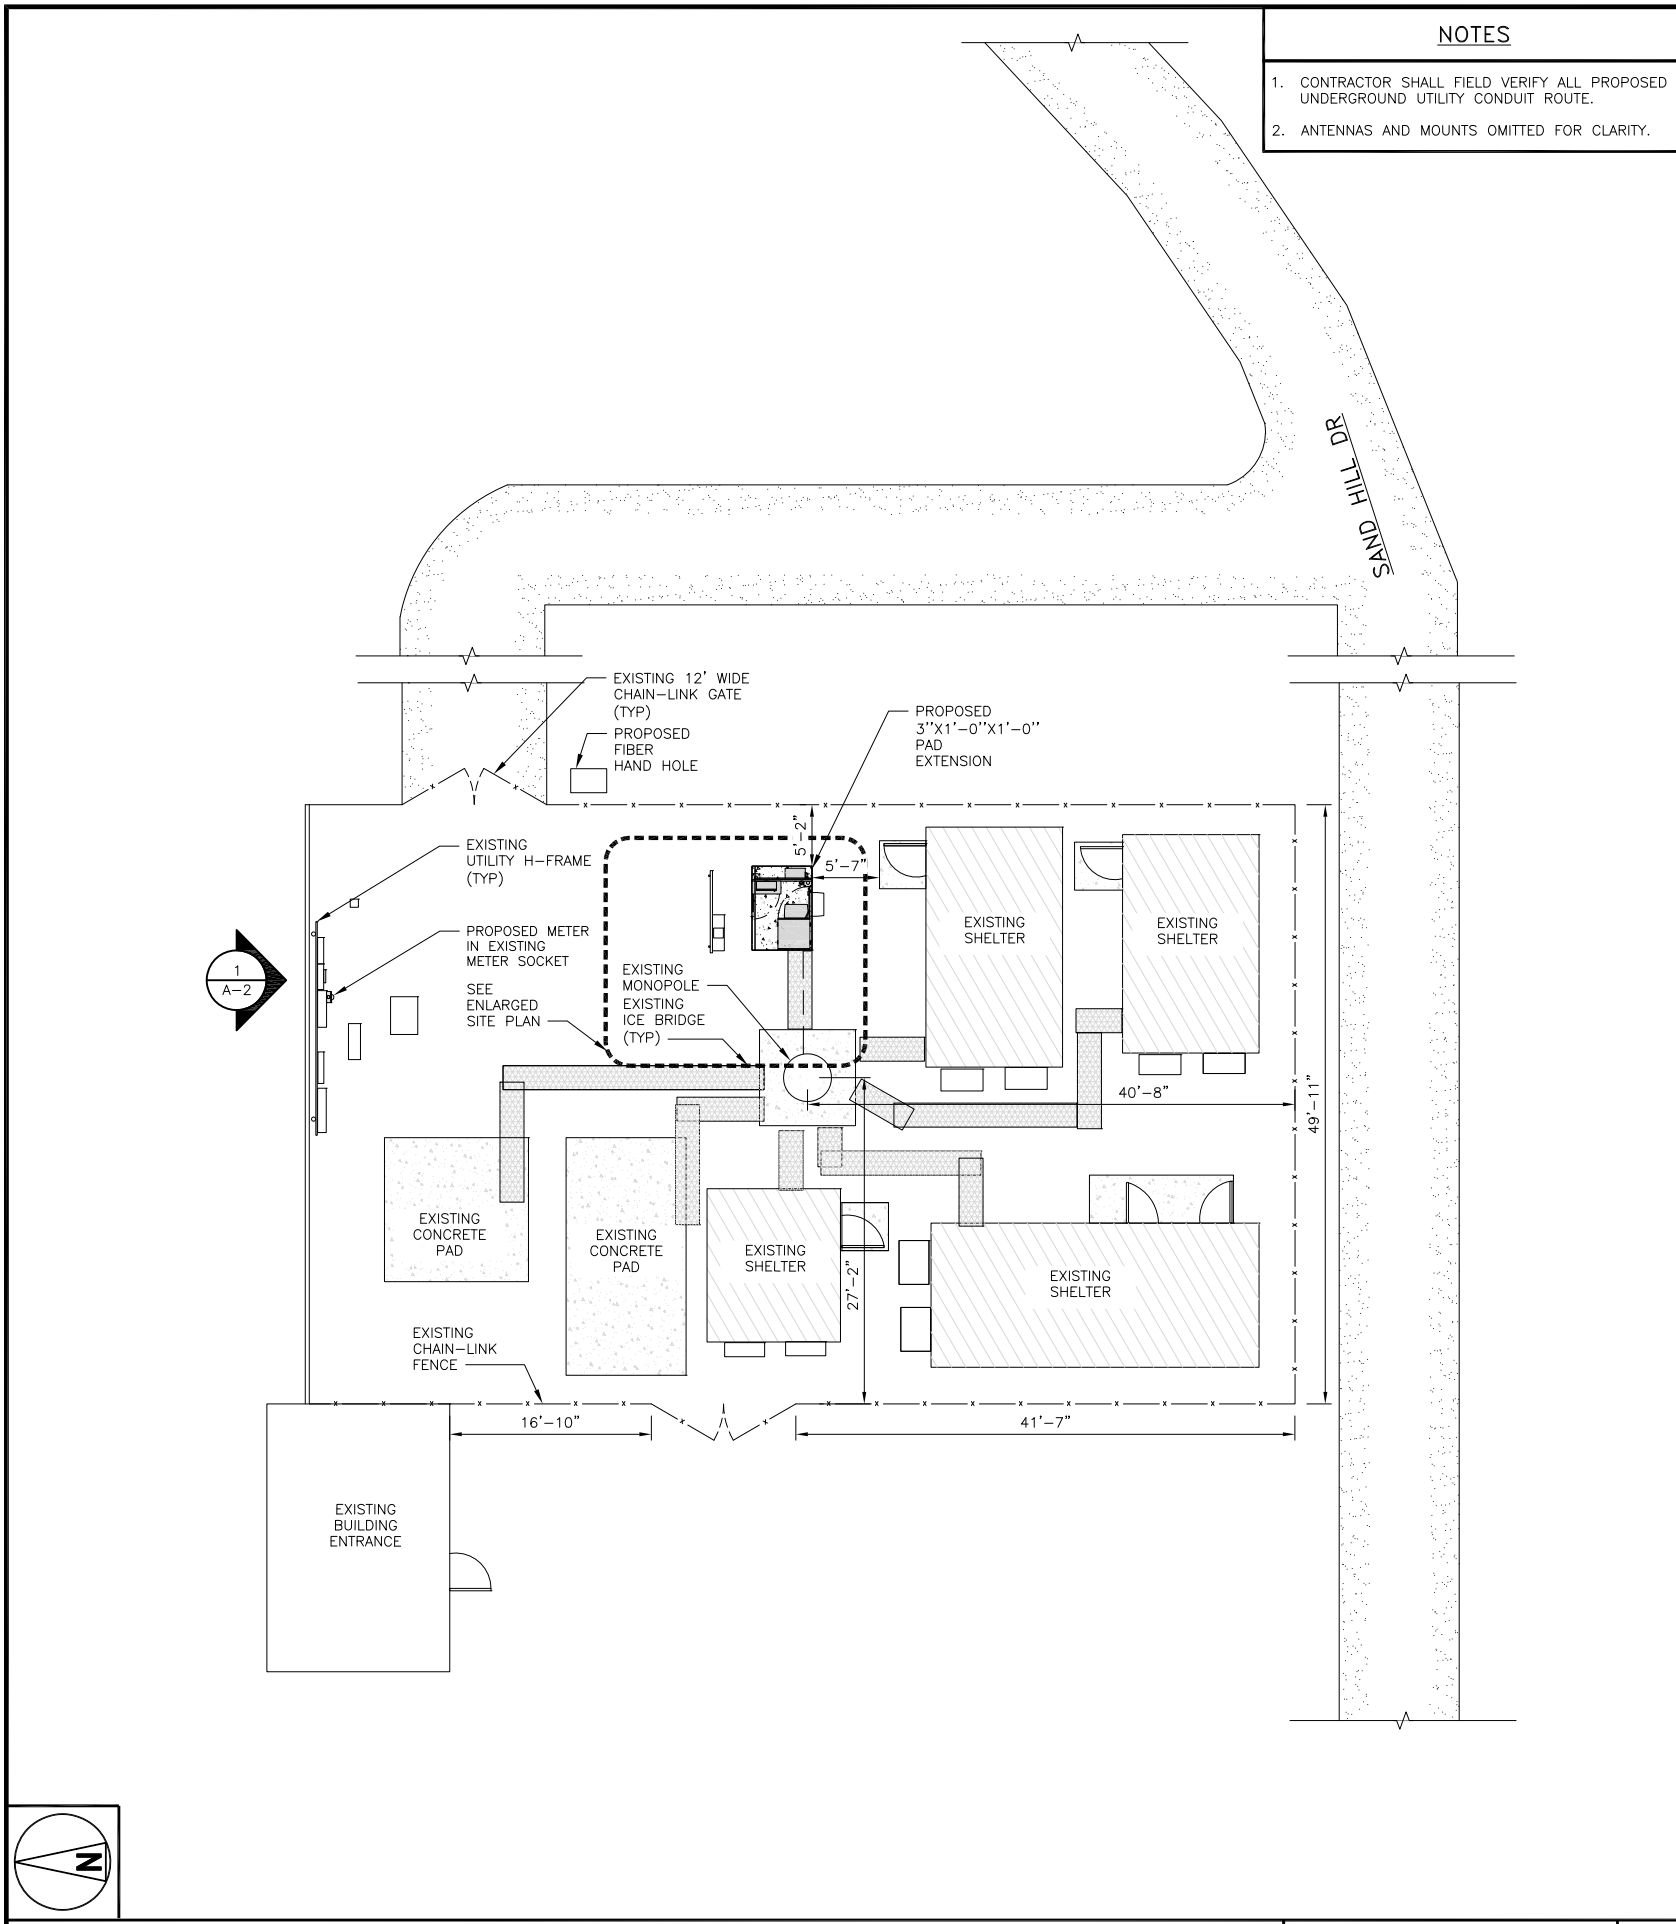 NOTES
1. CONTRACTOR SHALL FIELD VERIFY ALL PROPOSED
UNDERGROUND UTILITY CONDUIT ROUTE.
2. ANTENNAS AND MOUNTS OMITTED FOR CLARITY.
SAND HILL DR
EXISTING 12' WIDE
CHAIN-LINK GATE
(TYP)
PROPOSED
FIBER
HAND HOLE
PROPOSED
3''X1'-0''X1'-0''
PAD
EXTENSION
5'-2"
5'-7"
EXISTING
UTILITY H-FRAME
(TYP)
PROPOSED METER
IN EXISTING
METER SOCKET
SEE
ENLARGED
SITE PLAN
1
A-2
EXISTING
MONOPOLE
EXISTING
ICE BRIDGE
(TYP)
EXISTING
SHELTER
EXISTING
SHELTER
40'-8"
49'-11"
EXISTING
CONCRETE
PAD
EXISTING
CONCRETE
PAD
EXISTING
SHELTER
27'-2"
EXISTING
SHELTER
EXISTING
CHAIN-LINK
FENCE
16'-10"
41'-7"
EXISTING
BUILDING
ENTRANCE
N